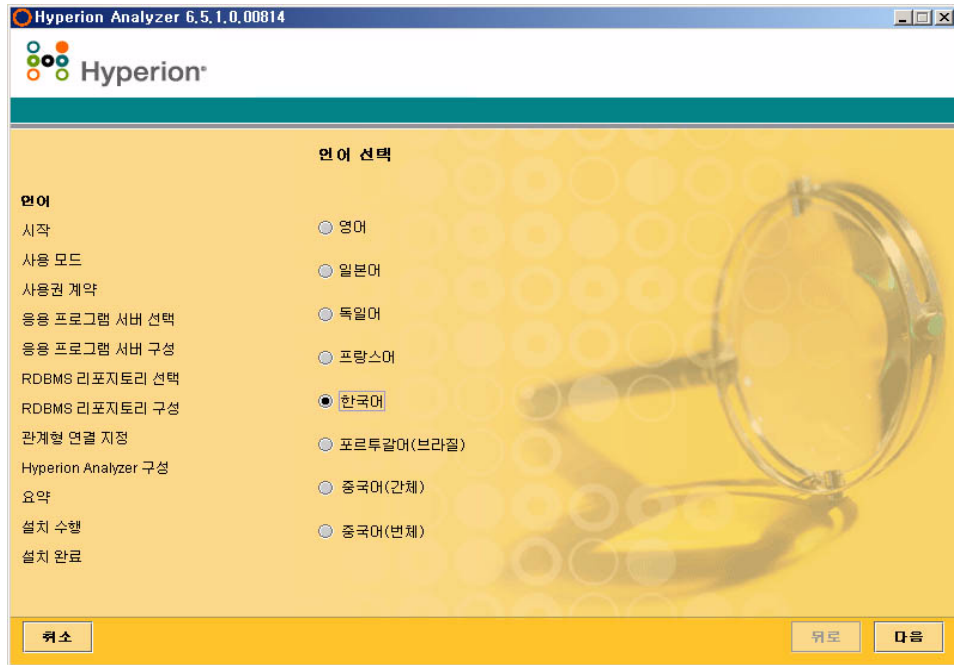 Hyperion Analyzer 6.5.1.0.00814
Hyperion
언어 선택
언어
시작
사용 모드
사용권 계약
응용 프로그램 서버 선택
응용 프로그램 서버 구성
RDBMS 리포지토리 선택
RDBMS 리포지토리 구성
관계형 연결 지정
Hyperion Analyzer 구성
요약
설치 수행
설치 완료
영어
일본어
독일어
프랑스어
한국어
포르투갈어(브라질)
중국어(간체)
중국어(번체)
취소
뒤로
다음